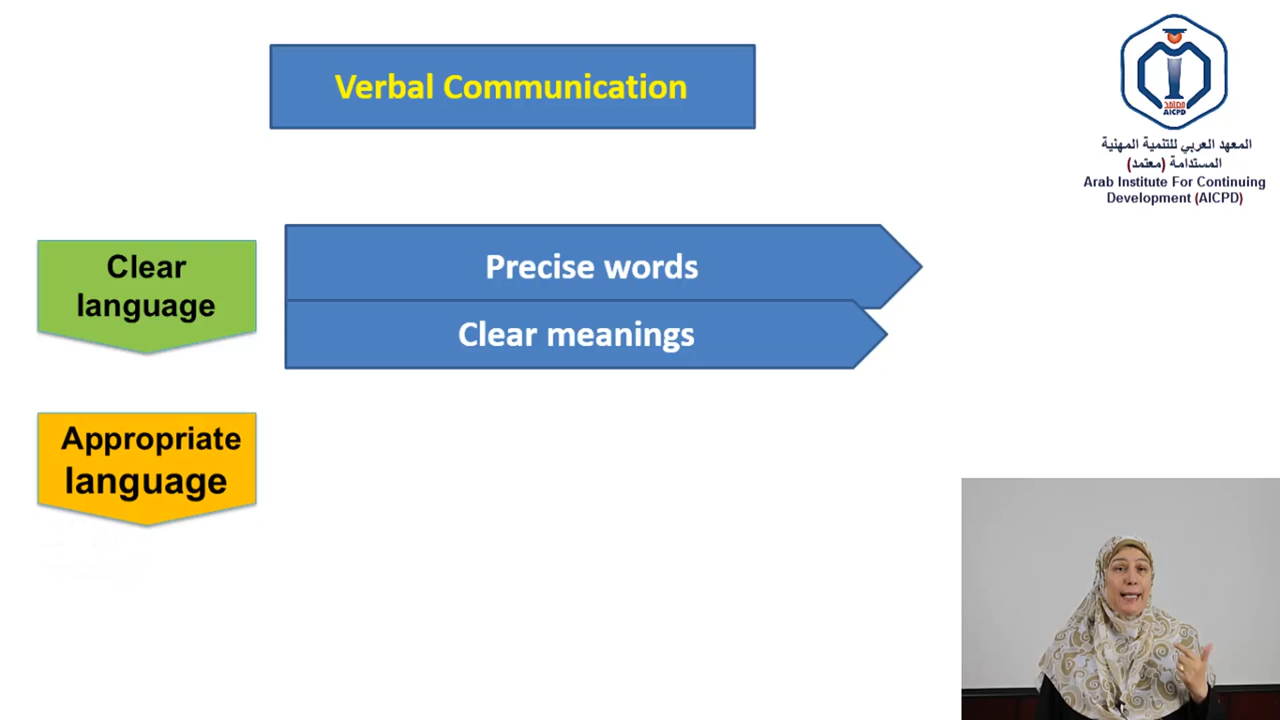 Verbal Communication
معتمد
AICPD
المعهد العربي للتنمية المهنية
المستدامة (معتمد)
Arab Institute For Continuing
Development (AICPD)
Clear
language
Precise words
Clear meanings
Appropriate
language